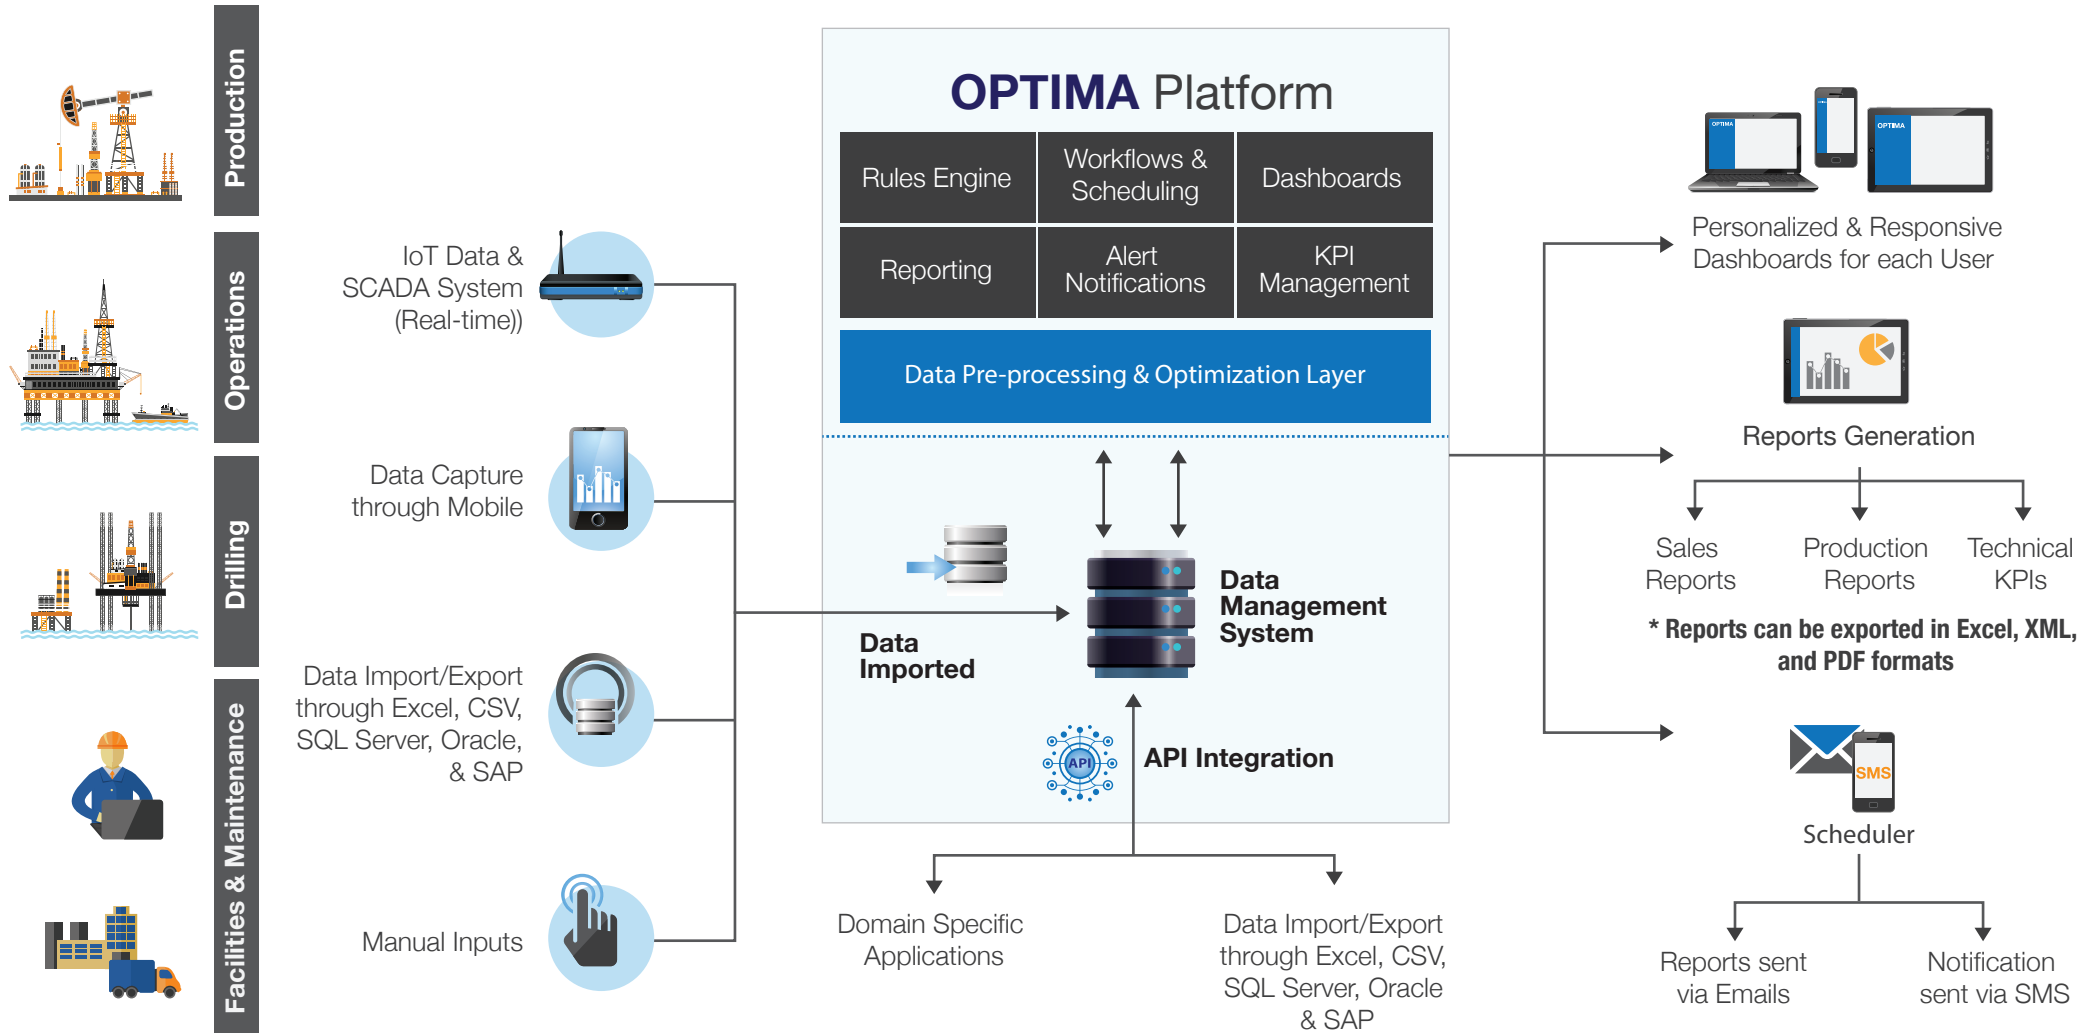 Production
Operations
Drilling
Facilities & Maintenance
IoT Data &
SCADA System
(Real-time))
Data Capture
through Mobile
Data Import/Export
through Excel, CSV,
SQL Server, Oracle,
& SAP
Manual Inputs
OPTIMA Platform
Rules Engine
Workflows &
Scheduling
Dashboards
Reporting
Alert
Notifications
KPI
Management
Data Pre-processing & Optimization Layer
Data
Imported
Data
Management
System
API
API Integration
Domain Specific
Applications
Data Import/Export
through Excel, CSV,
SQL Server, Oracle
& SAP
OPTIMA
OPTIMA
Personalized & Responsive
Dashboards for each User
Reports Generation
Sales
Reports
Production
Reports
Technical
KPIs
* Reports can be exported in Excel, XML,
and PDF formats
SMS
Scheduler
Reports sent
via Emails
Notification
sent via SMS